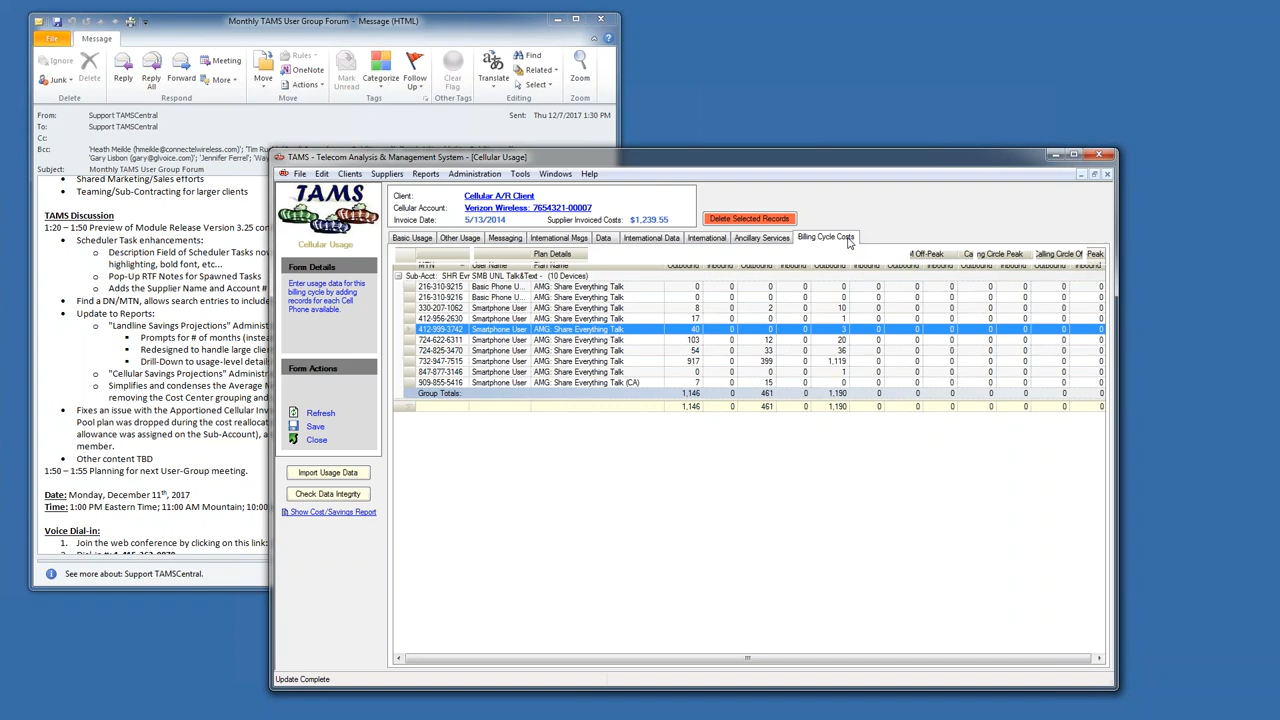 Monthly TAMS User Group Forum - Message (HTML)
File Message
Ignore
Junk
Delete
Reply
Reply All
Forward
Meeting
More
Move
Rules
OneNote
Actions
Mark Unread
Categorize
Follow Up
Clear Flag
Translate
Find
Related
Select
Zoom
Delete Respond Move Tags Other Tags Editing Zoom
From: Support TAMSCentral Sent: Thu 12/7/2017 1:30 PM
To: Support TAMSCentral
Cc:
Bcc: 'Heath Meikle (heath@connectelwireless.com)'; 'Tim
'Gary Lisbon (gary@glvoice.com)'; 'Jennifer Ferrel';
Subject: Monthly TAMS User Group Forum
• Shared Marketing/Sales efforts
• Teaming/Sub-Contracting for larger clients
TAMS Discussion
1:20 – 1:50 Preview of Module Release Version 3.25
• Scheduler Task enhancements:
o Description Field of Scheduler Tasks
highlighting, bold font, etc...
o Pop-Up RTF Notes for Spawned Tasks
o Adds the Supplier Name and Account #
• Find a DN/MTN, allows search entries to
• Update to Reports:
o "Landline Savings Projections"
▪ Prompts for # of months
▪ Redesigned to handle large
▪ Drill-Down to usage-level
o "Cellular Savings Projections"
▪ Simplifies and condenses the Average
removing the Cost Center grouping and
• Fixes an issue with the Apportioned Cellular
Pool plan was dropped during the cost
allowance was assigned on the Sub-Account),
member.
• Other content TBD
1:50 – 1:55 Planning for next User-Group meeting.
Date: Monday, December 11th, 2017
Time: 1:00 PM Eastern Time; 11:00 AM Mountain; 10:00
Voice Dial-in:
1. Join the web conference by clicking on this link:
See more about: Support TAMSCentral.
TAMS - Telecom Analysis & Management System - [Cellular Usage]
File Edit Clients Suppliers Reports Administration Tools Windows Help
TAMS
Cellular Usage
Form Details
Enter usage data for this
billing cycle by adding
records for each Cell
Phone available.
Form Actions
Refresh
Save
Close
Import Usage Data
Check Data Integrity
Show Cost/Savings Report
Client: Cellular A/R Client
Cellular Account: Verizon Wireless: 7654321-00007
Invoice Date: 5/13/2014 Supplier Invoiced Costs: $1,239.55
Delete Selected Records
Basic Usage Other Usage Messaging International Msgs Data International Data International Ancillary Services Billing Cycle Costs
Plan Details
MTN User Name Plan Name Outbound Inbound Outbound Inbound Outbound Inbound Outbound Inbound Outbound Inbound Outbound Inbound
Sub-Acct: SHR Evr SMB UNL Talk&Text - (10 Devices)
216-310-9215 Basic Phone U... AMG: Share Everything Talk 0 0 0 0 0 0 0 0 0 0 0 0
216-310-9216 Basic Phone U... AMG: Share Everything Talk 0 0 0 0 0 0 0 0 0 0 0 0
330-207-1062 Smartphone User AMG: Share Everything Talk 8 0 2 0 10 0 0 0 0 0 0 0
412-956-2630 Smartphone User AMG: Share Everything Talk 17 0 0 0 1 0 0 0 0 0 0 0
412-999-3742 Smartphone User AMG: Share Everything Talk 40 0 0 0 3 0 0 0 0 0 0 0
724-622-6311 Smartphone User AMG: Share Everything Talk 103 0 12 0 20 0 0 0 0 0 0 0
724-825-3470 Smartphone User AMG: Share Everything Talk 54 0 33 0 36 0 0 0 0 0 0 0
732-947-7515 Smartphone User AMG: Share Everything Talk 917 0 399 0 1,119 0 0 0 0 0 0 0
847-877-3146 Smartphone User AMG: Share Everything Talk 0 0 0 0 1 0 0 0 0 0 0 0
909-855-5416 Smartphone User AMG: Share Everything Talk (CA) 7 0 15 0 0 0 0 0 0 0 0 0
Group Totals: 1,146 0 461 0 1,190 0 0 0 0 0 0 0
1,146 0 461 0 1,190 0 0 0 0 0 0 0
Update Complete